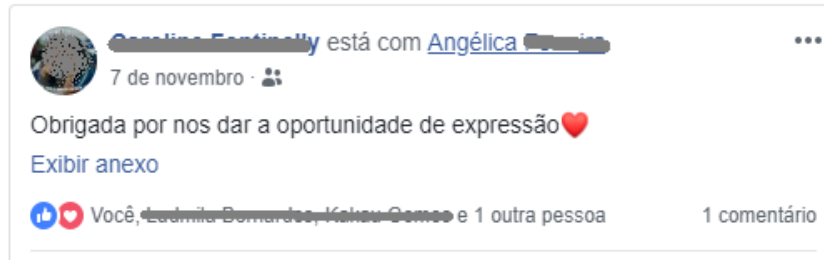 está com Angélica
7 de novembro ·
Obrigada por nos dar a oportunidade de expressão❤
Exibir anexo
Você, e 1 outra pessoa 1 comentário